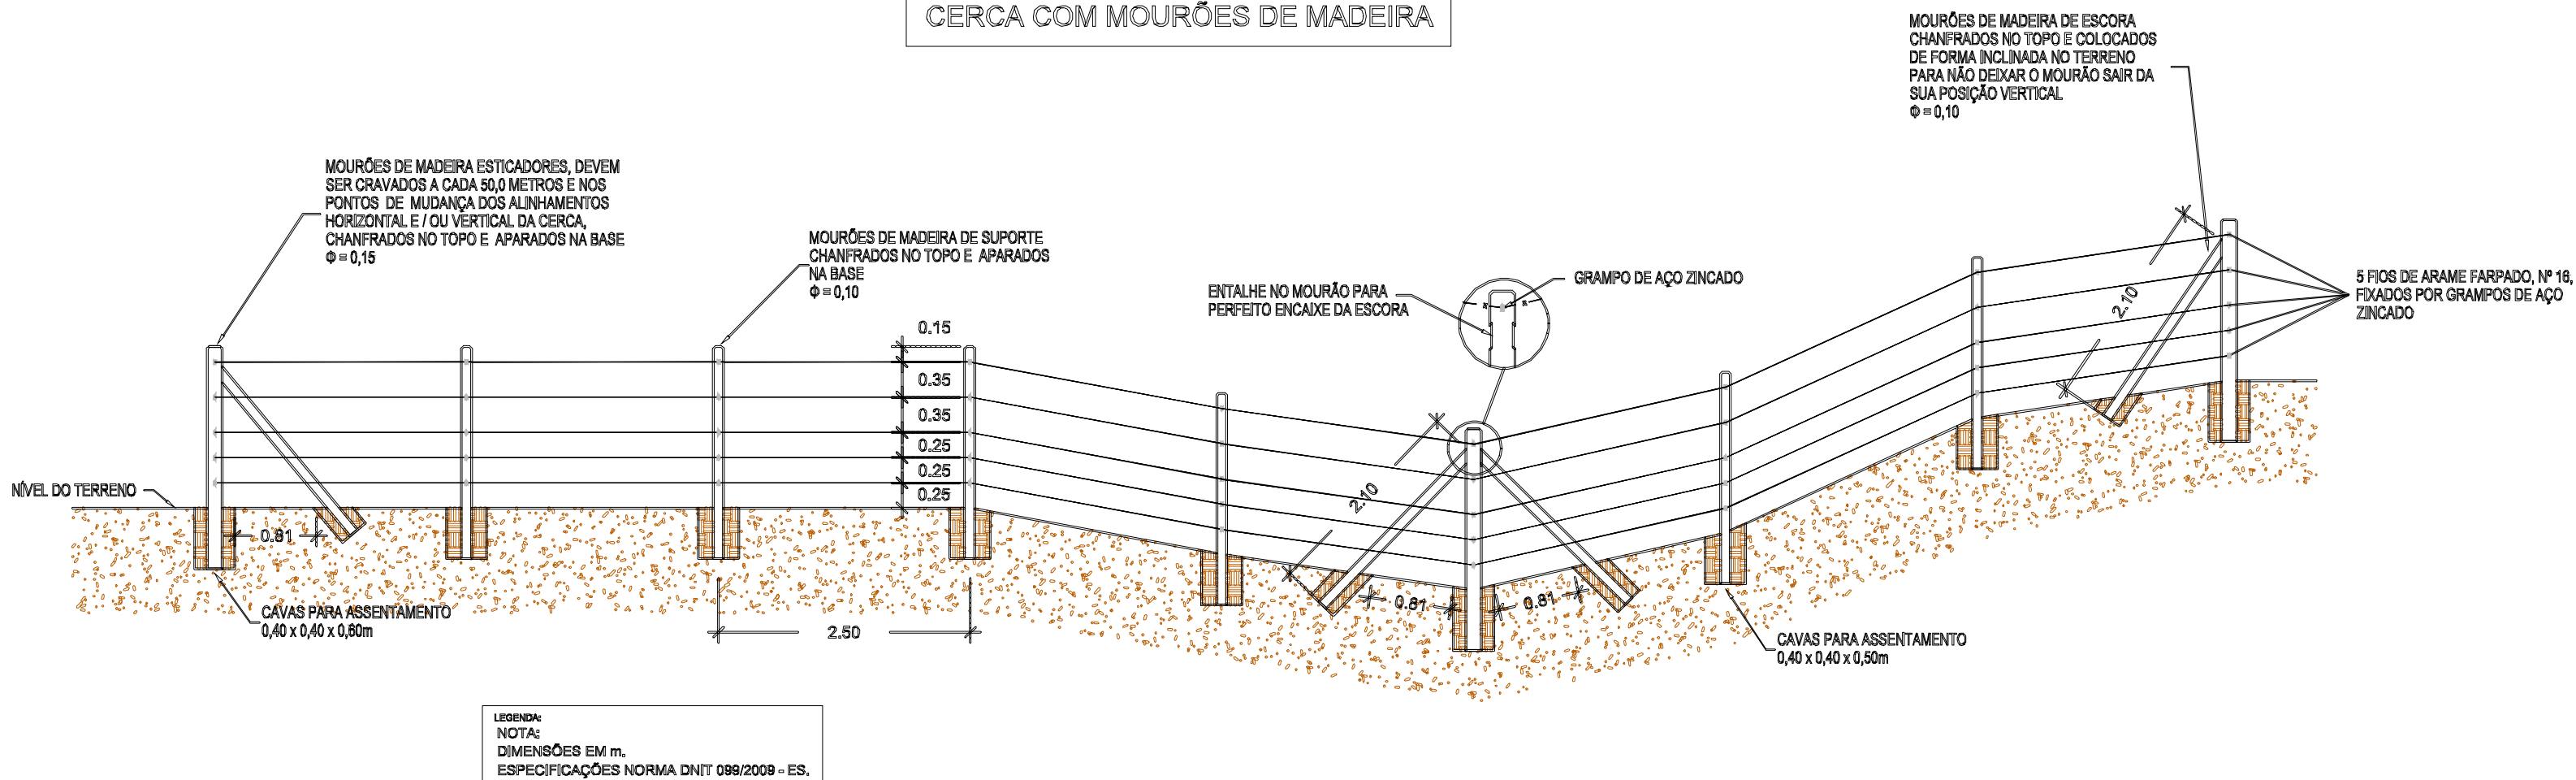 CERCA COM MOURÕES DE MADEIRA
MOURÕES DE MADEIRA DE ESCORA
CHANFRADOS NO TOPO E COLOCADOS
DE FORMA INCLINADA NO TERRENO
PARA NÃO DEIXAR O MOURÃO SAIR DA
SUA POSIÇÃO VERTICAL
Φ = 0,10
MOURÕES DE MADEIRA ESTICADORES, DEVEM
SER CRAVADOS A CADA 50,0 METROS E NOS
PONTOS DE MUDANÇA DOS ALINHAMENTOS
HORIZONTAL E / OU VERTICAL DA CERCA,
CHANFRADOS NO TOPO E APARADOS NA BASE
Φ = 0,15
MOURÕES DE MADEIRA DE SUPORTE
CHANFRADOS NO TOPO E APARADOS
NA BASE
Φ = 0,10
ENTALHE NO MOURÃO PARA
PERFEITO ENCAIXE DA ESCORA
GRAMPO DE AÇO ZINCADO
5 FIOS DE ARAME FARPADO, Nº 16,
FIXADOS POR GRAMPOS DE AÇO
ZINCADO
2.10
0.15
0.35
0.35
0.25
0.25
0.25
NÍVEL DO TERRENO
0.81
2.10
0.81
0.81
CAVAS PARA ASSENTAMENTO
0,40 x 0,40 x 0,60m
2.50
CAVAS PARA ASSENTAMENTO
0,40 x 0,40 x 0,50m
LEGENDA:
NOTA:
DIMENSÕES EM m.
ESPECIFICAÇÕES NORMA DNIT 099/2009 - ES.